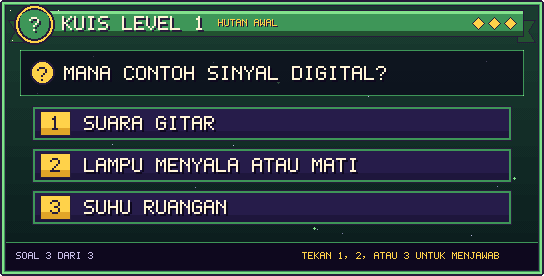 ? KUIS LEVEL 1 HUTAN AWAL
? MANA CONTOH SINYAL DIGITAL?
1 SUARA GITAR
2 LAMPU MENYALA ATAU MATI
3 SUHU RUANGAN
SOAL 3 DARI 3 TEKAN 1, 2, ATAU 3 UNTUK MENJAWAB